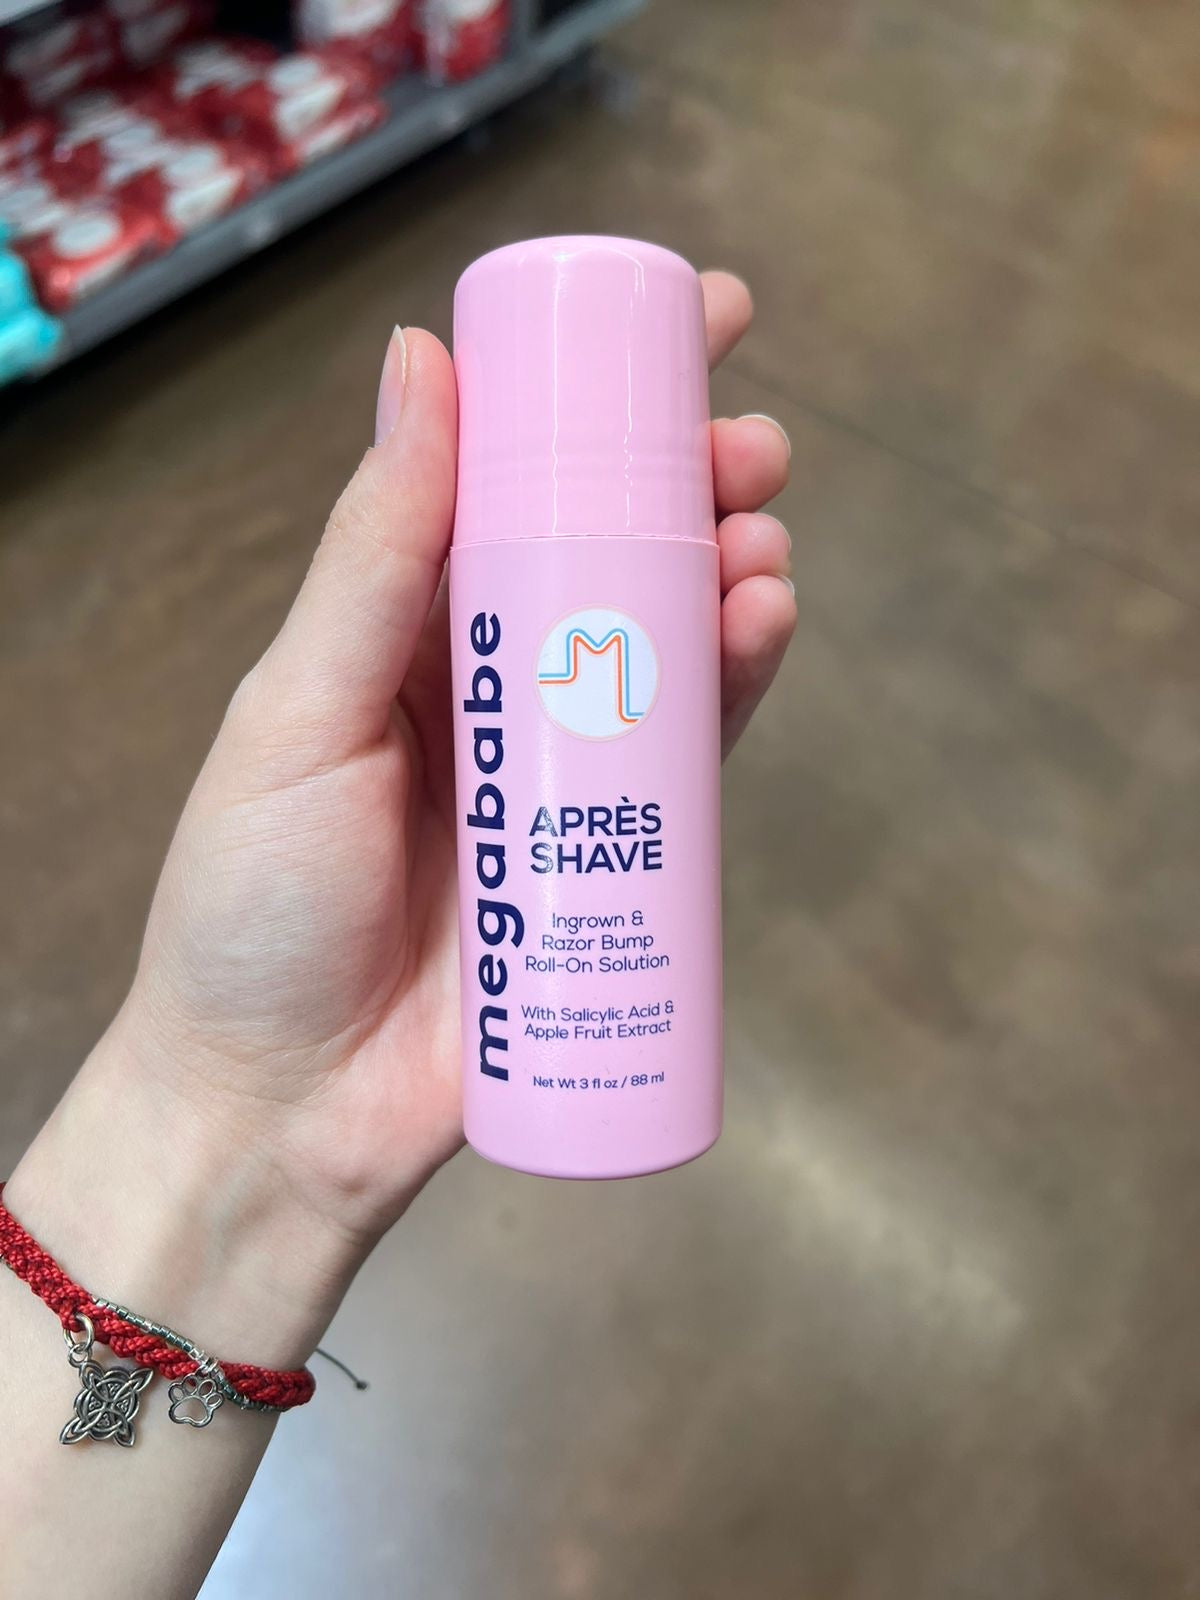 megababe
M
APRÈS
SHAVE
Ingrown &
Razor Bump
Roll-On Solution
With Salicylic Acid &
Apple Fruit Extract
Net Wt 3 fl oz / 88 ml